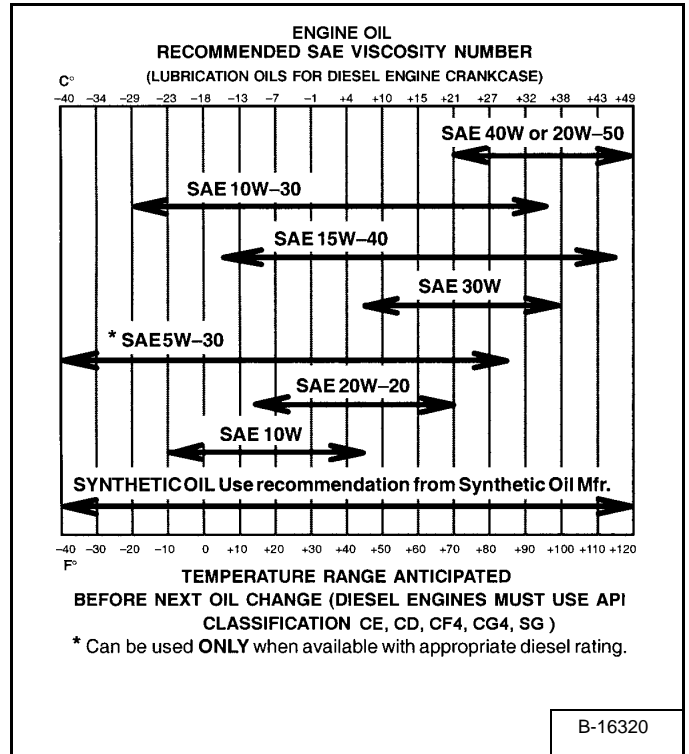 ENGINE OIL
RECOMMENDED SAE VISCOSITY NUMBER
(LUBRICATION OILS FOR DIESEL ENGINE CRANKCASE)
C°
–40 –34 –29 –23 –18 –13 –7 –1 +4 +10 +15 +21 +27 +32 +38 +43 +49
SAE 40W or 20W–50
SAE 10W–30
SAE 15W–40
SAE 30W
* SAE 5W–30
SAE 20W–20
SAE 10W
SYNTHETIC OIL Use recommendation from Synthetic Oil Mfr.
–40 –30 –20 –10 0 +10 +20 +30 +40 +50 +60 +70 +80 +90 +100 +110 +120
F°
TEMPERATURE RANGE ANTICIPATED
BEFORE NEXT OIL CHANGE (DIESEL ENGINES MUST USE API
CLASSIFICATION CE, CD, CF4, CG4, SG )
* Can be used ONLY when available with appropriate diesel rating.
B-16320